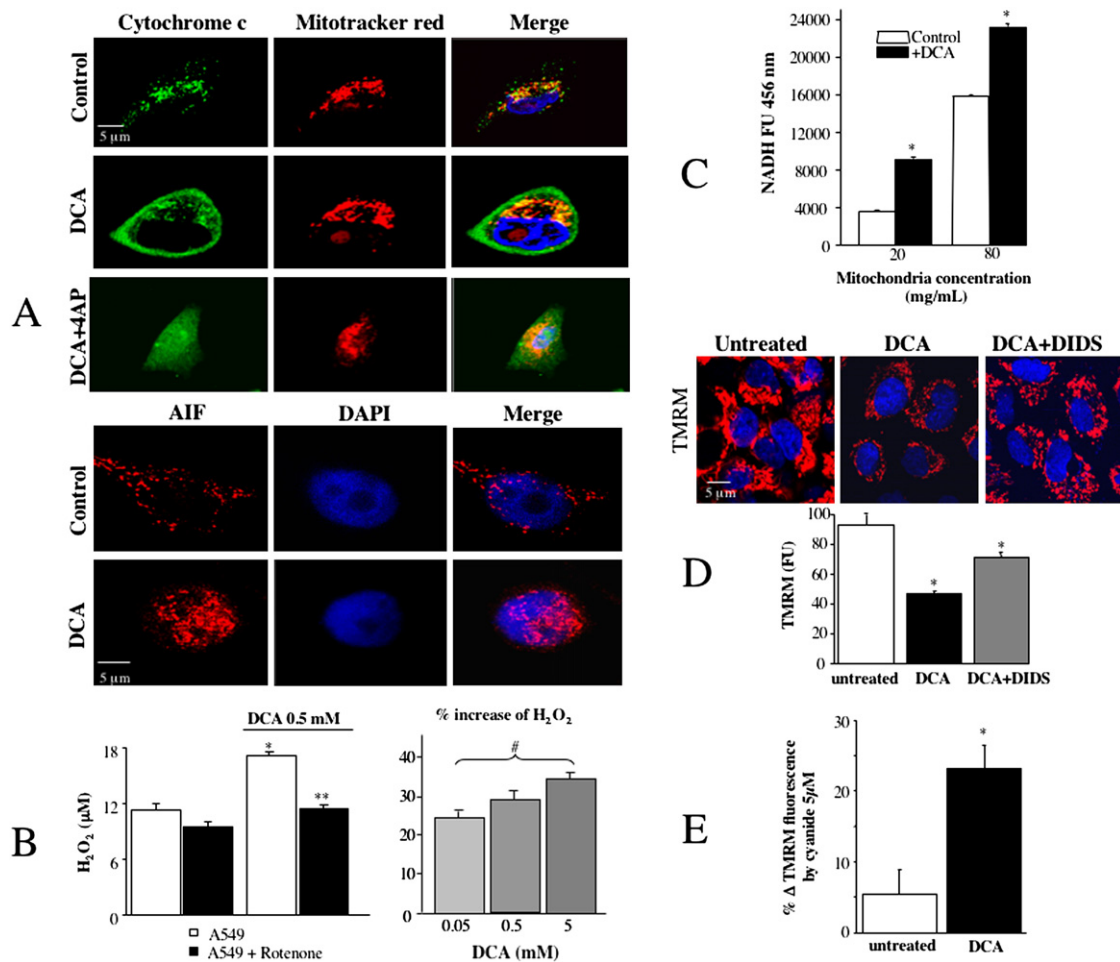 Cytochrome c Mitotracker red Merge
Control
5 μm
DCA
DCA+4AP
A
AIF DAPI Merge
Control
DCA
5 μm
B
DCA 0.5 mM
*
**
18
12
6
0
H₂O₂ (μM)
A549
A549 + Rotenone
% increase of H₂O₂
#
40
30
20
10
0
0.05 0.5 5
DCA (mM)
C
24000
20000
16000
12000
8000
4000
0
NADH FU 456 nm
Control
+DCA
*
*
20 80
Mitochondria concentration
(mg/mL)
Untreated DCA DCA+DIDS
TMRM
5 μm
D
100
80
60
40
20
0
TMRM (FU)
*
*
untreated DCA DCA+DIDS
E
30
20
10
0
% Δ TMRM fluorescence
by cyanide 5μM
*
untreated DCA